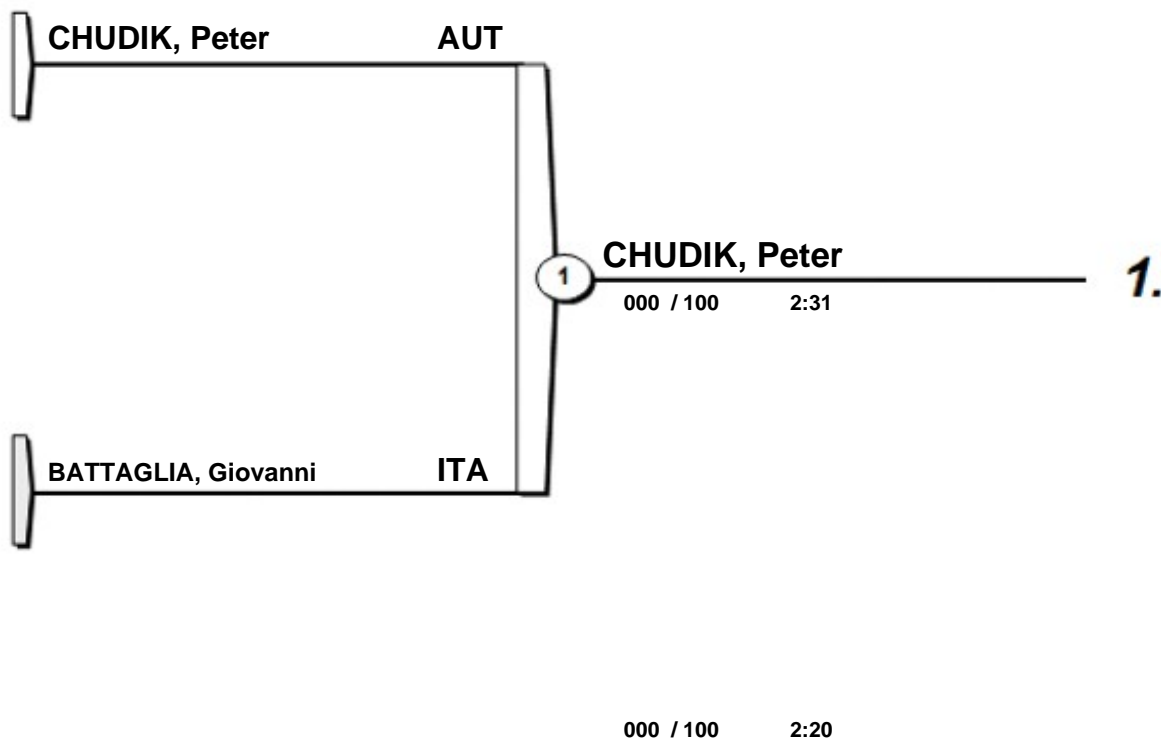 CHUDIK, Peter AUT
CHUDIK, Peter
1 1.
000 / 100 2:31
BATTAGLIA, Giovanni ITA
000 / 100 2:20